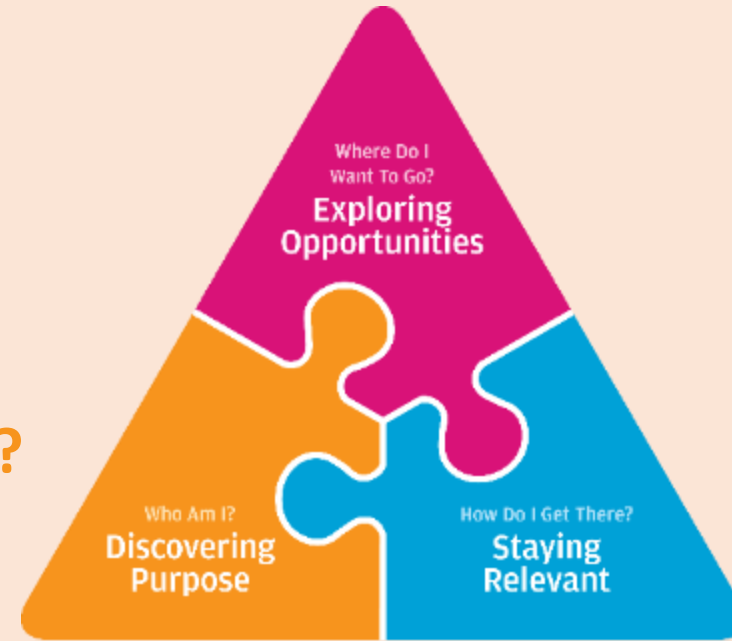 Where Do I
Want To Go?
Exploring
Opportunities
?
Who Am I?
Discovering
Purpose
How Do I Get There?
Staying
Relevant